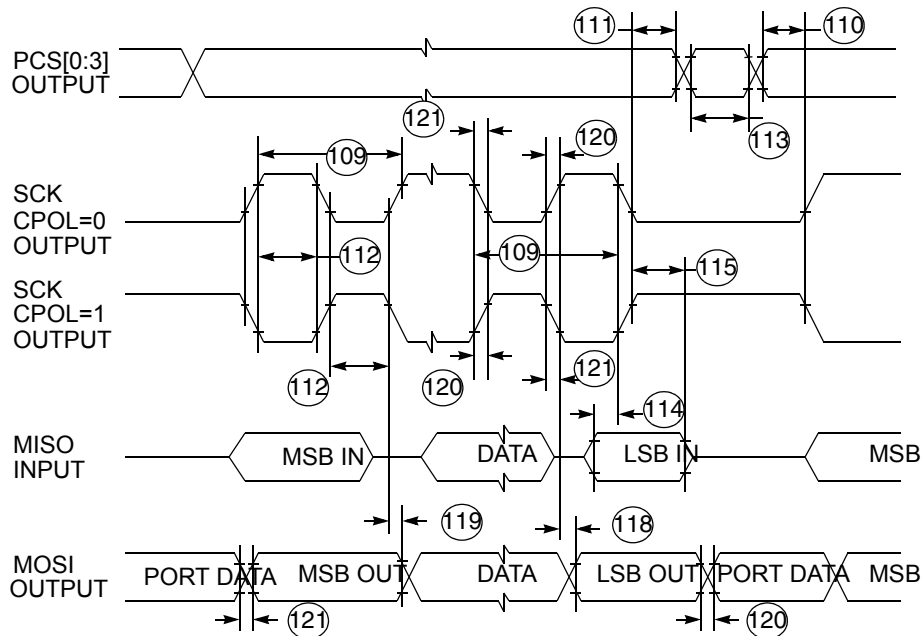 111
110
PCS[0:3]
OUTPUT
121
120
113
109
SCK
CPOL=0
OUTPUT
112
109
115
SCK
CPOL=1
OUTPUT
112
120
121
114
MISO
INPUT
MSB IN
DATA
LSB IN
MSB
119
118
MOSI
OUTPUT
PORT DATA
MSB OUT
DATA
LSB OUT
PORT DATA
MSB
121
120